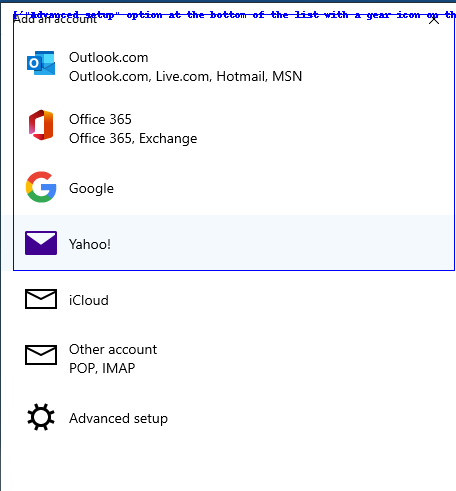 Add an account
"Advanced setup" option at the bottom of the list with a gear icon on th
Outlook.com
Outlook.com, Live.com, Hotmail, MSN
Office 365
Office 365, Exchange
Google
Yahoo!
iCloud
Other account
POP, IMAP
Advanced setup